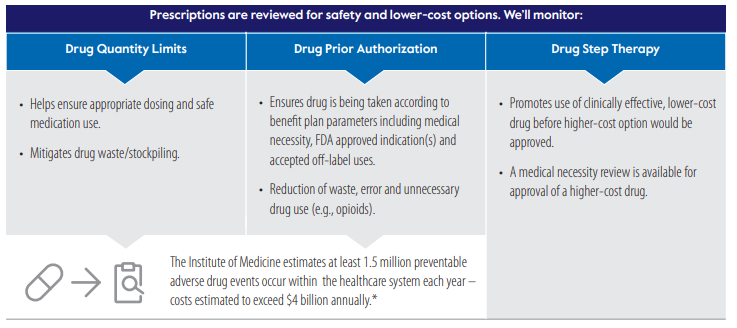 Prescriptions are reviewed for safety and lower-cost options. We'll monitor:
Drug Quantity Limits
• Helps ensure appropriate dosing and safe
medication use.
• Mitigates drug waste/stockpiling.
Drug Prior Authorization
• Ensures drug is being taken according to
benefit plan parameters including medical
necessity, FDA approved indication(s) and
accepted off-label uses.
• Reduction of waste, error and unnecessary
drug use (e.g., opioids).
Drug Step Therapy
• Promotes use of clinically effective, lower-cost
drug before higher-cost option would be
approved.
• A medical necessity review is available for
approval of a higher-cost drug.
The Institute of Medicine estimates at least 1.5 million preventable
adverse drug events occur within the healthcare system each year –
costs estimated to exceed $4 billion annually.*